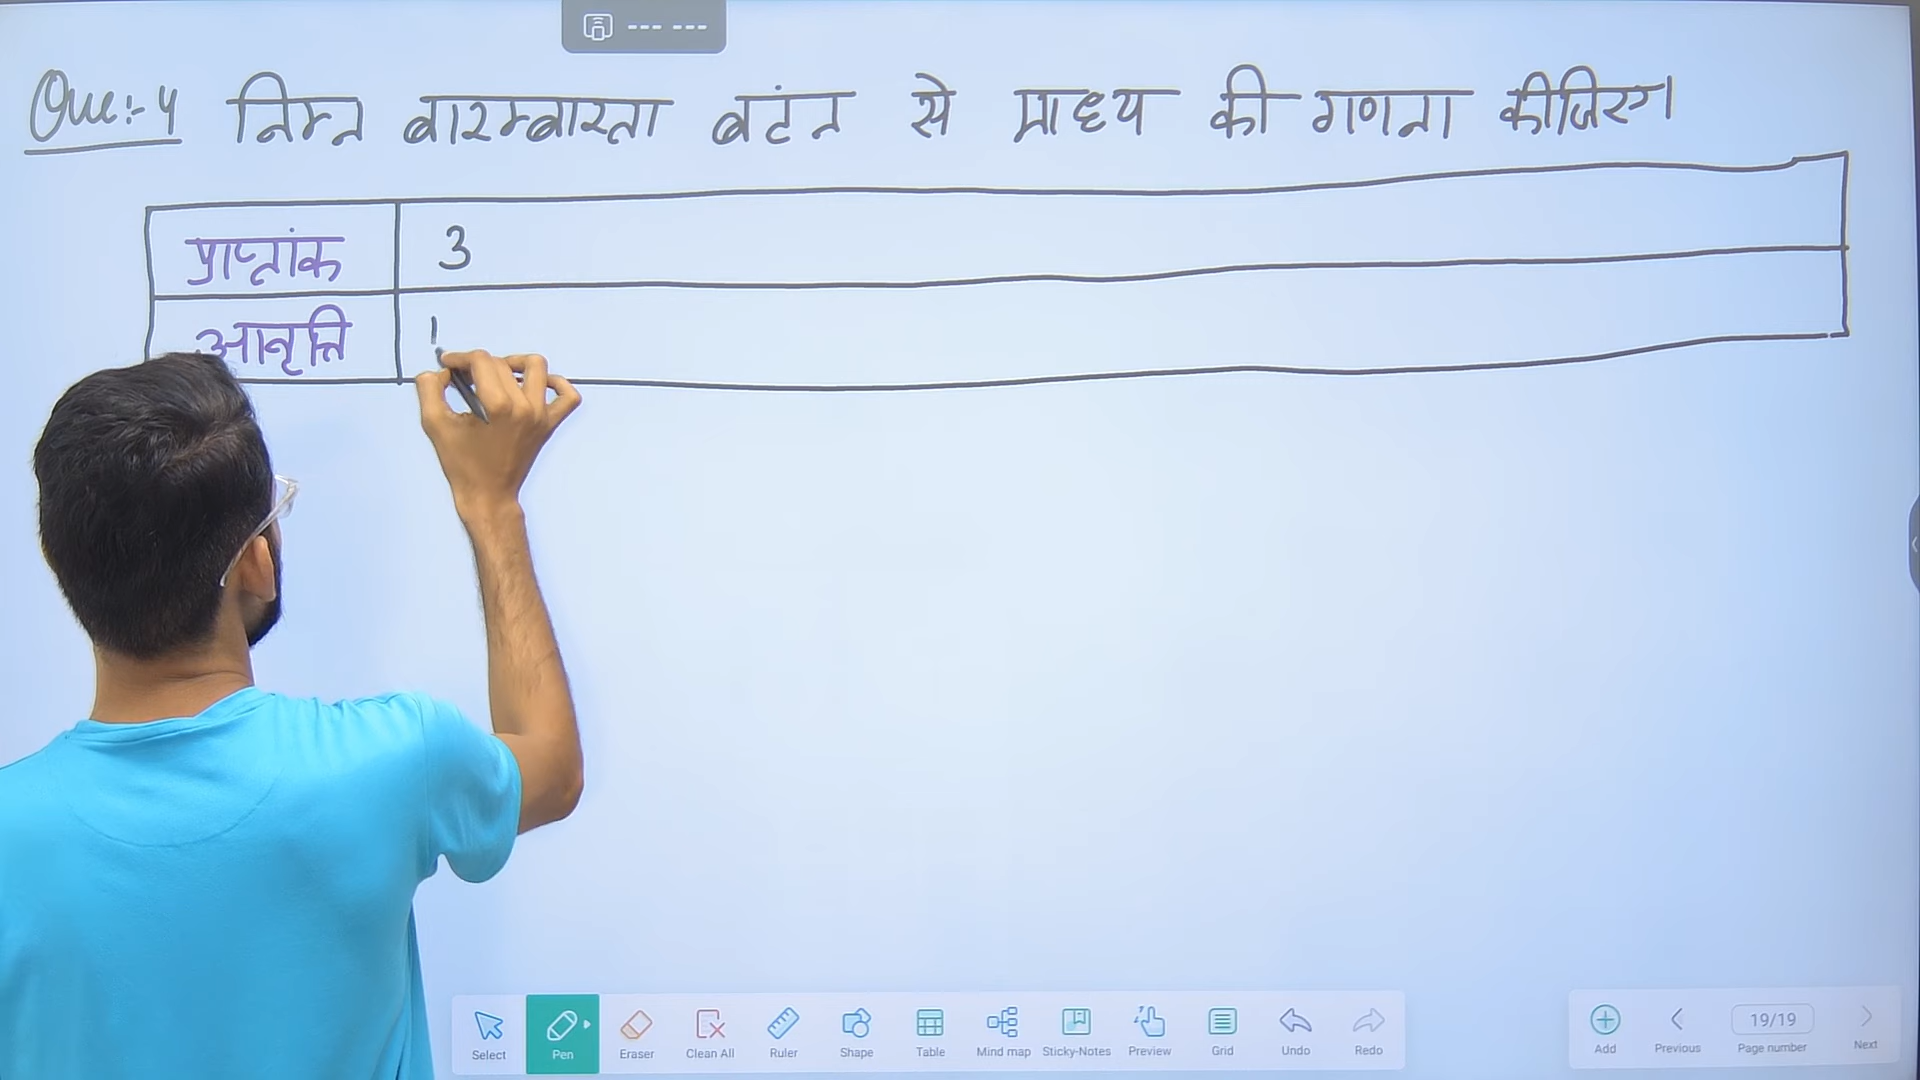 --- ---
Que:- 4 निम्न बारम्बारता बटंन से माध्य की गणना कीजिए।
प्राप्तांक 3
आवृत्ति 1
Select Pen Eraser Clean All Ruler Shape Table Mind map Sticky-Notes Preview Grid Undo Redo Add Previous 19/19 Page number Next